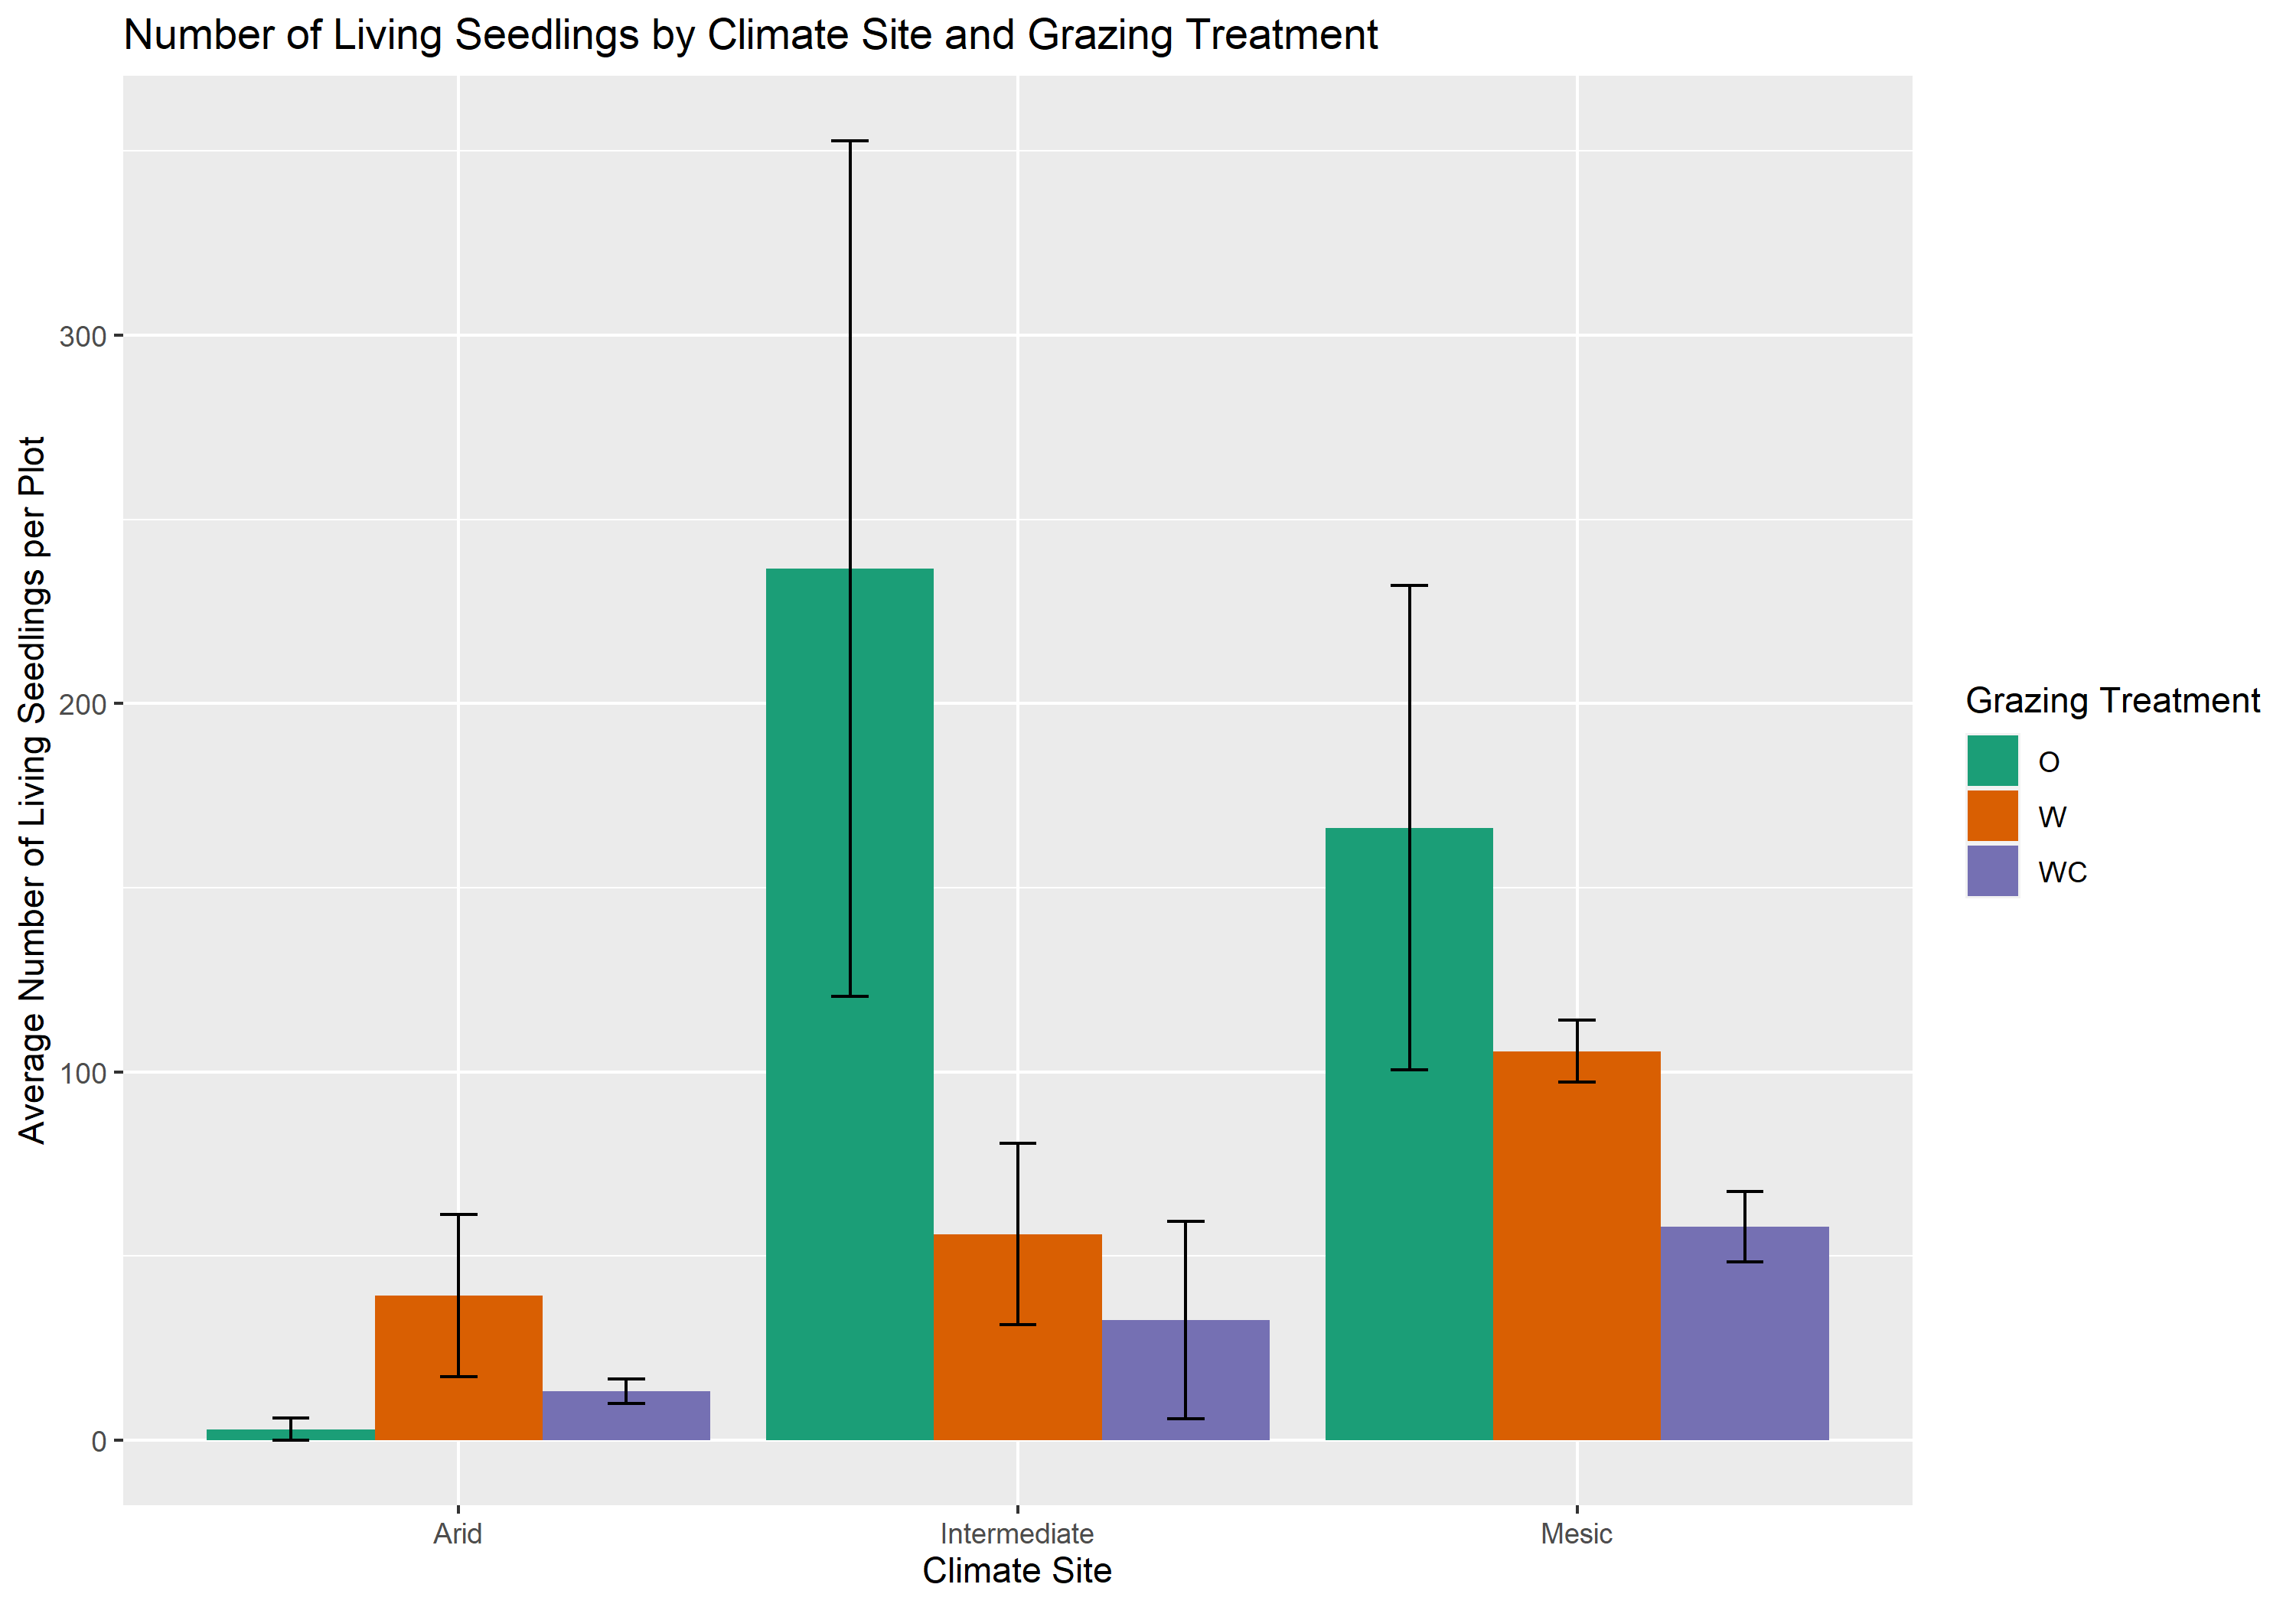 Number of Living Seedlings by Climate Site and Grazing Treatment
Average Number of Living Seedlings per Plot
300
200
100
0
Arid
Intermediate
Mesic
Climate Site
Grazing Treatment
O
W
WC